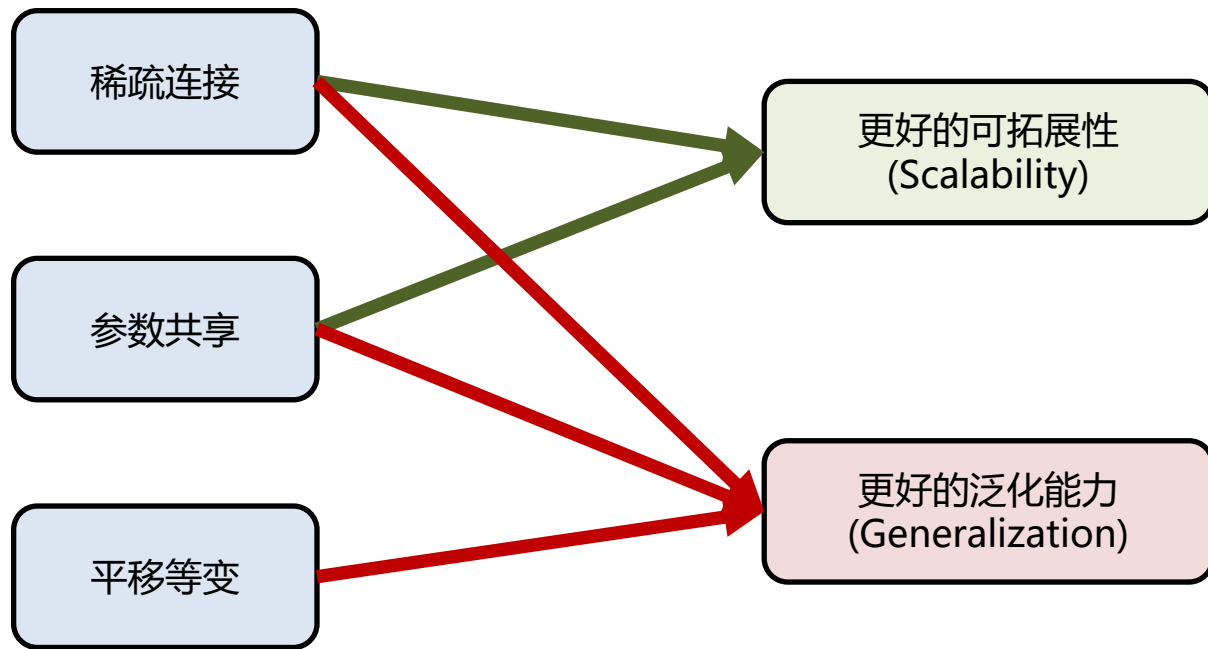 稀疏连接
更好的可拓展性
(Scalability)
参数共享
更好的泛化能力
(Generalization)
平移等变